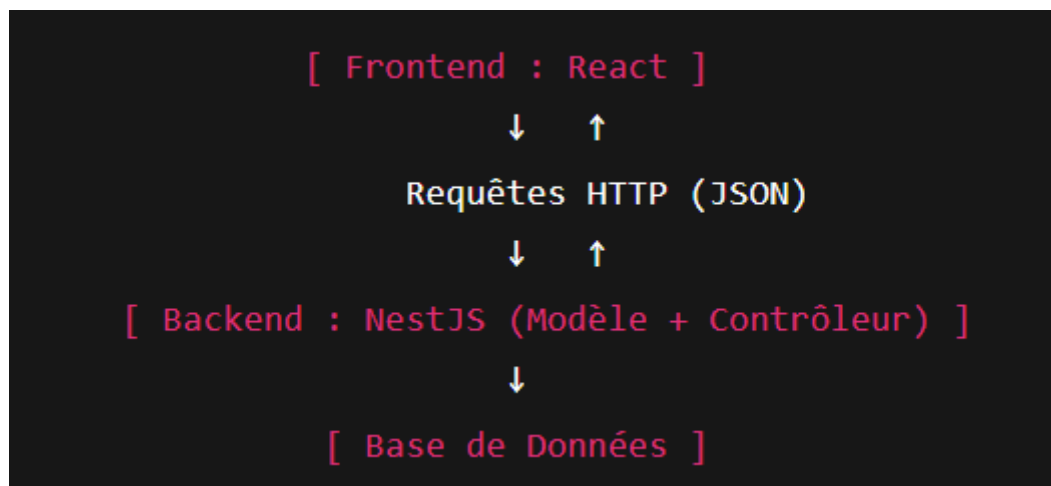 [ Frontend : React ]
↓ ↑
Requêtes HTTP (JSON)
↓ ↑
[ Backend : NestJS (Modèle + Contrôleur) ]
↓
[ Base de Données ]